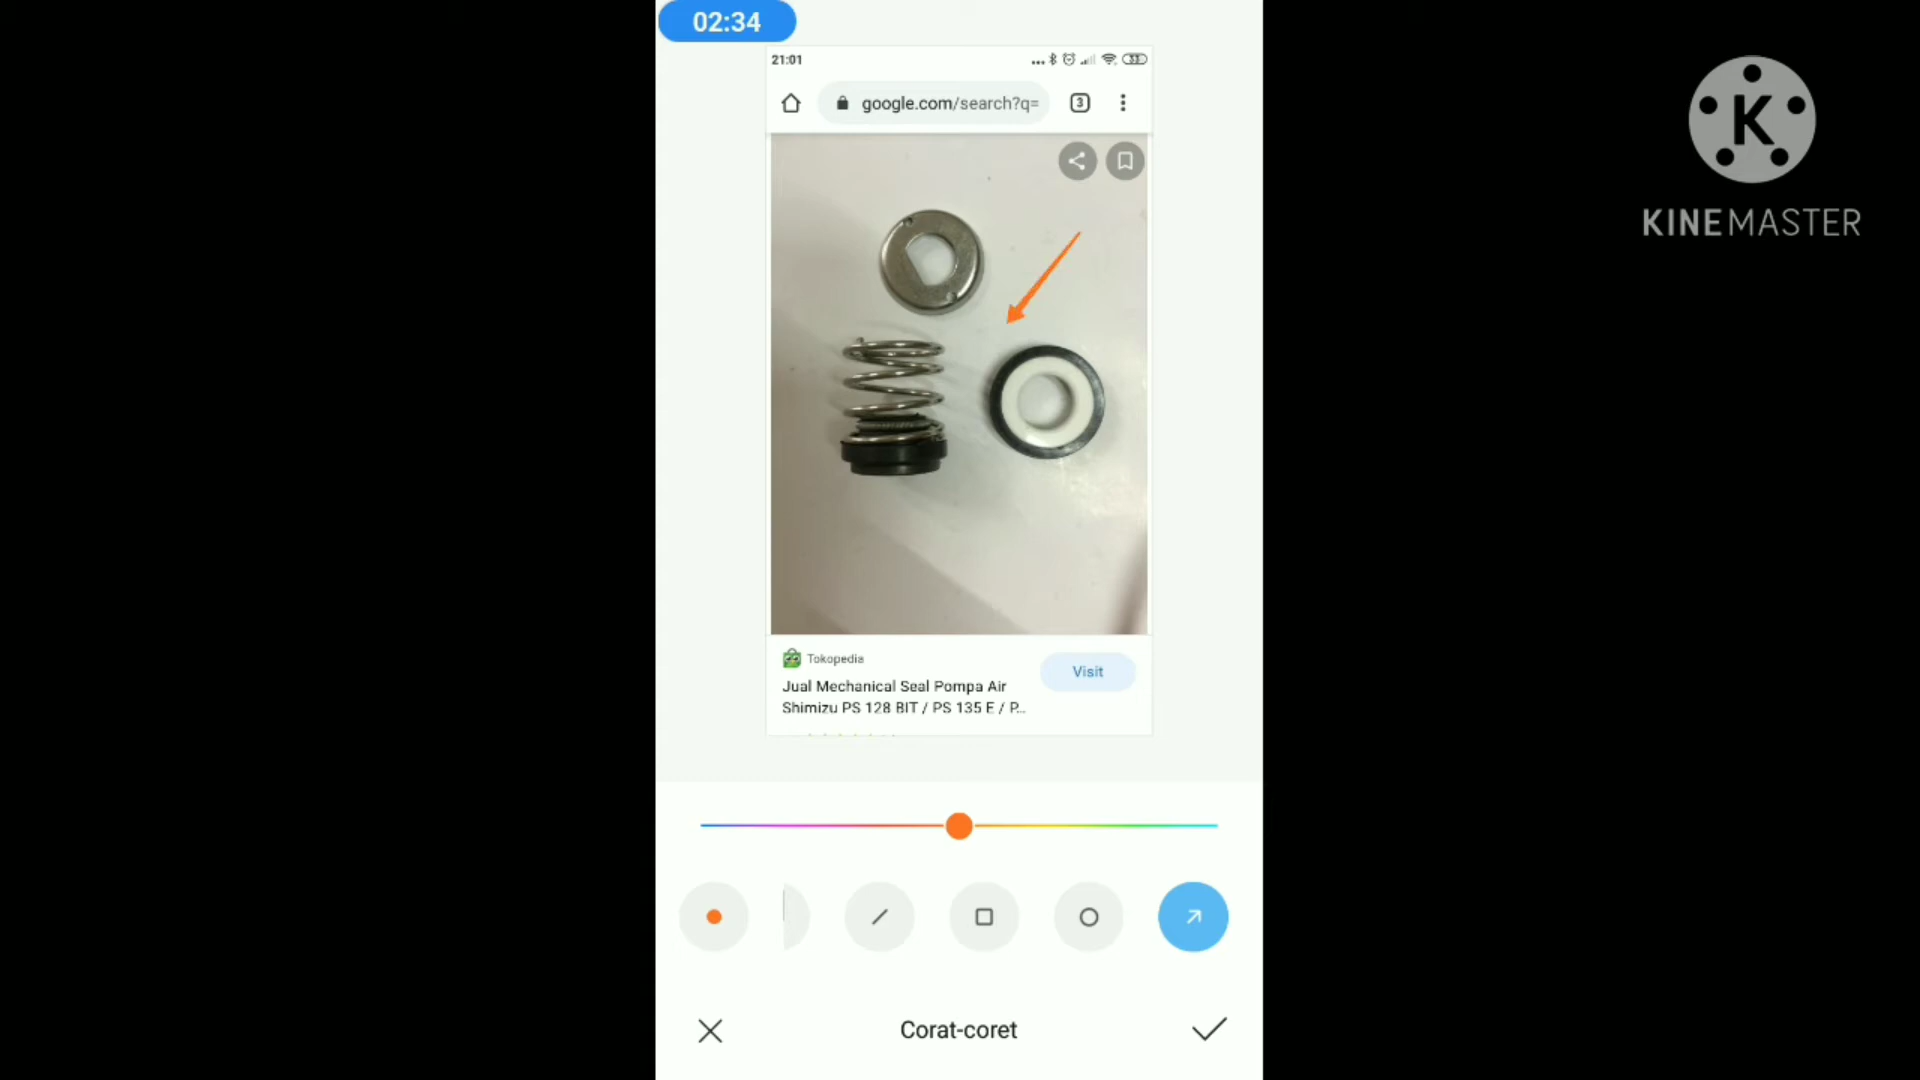 02:34
21:01
33
google.com/search?q=
3
K
KINEMASTER
Tokopedia
Jual Mechanical Seal Pompa Air
Shimizu PS 128 BIT / PS 135 E / P...
Visit
Corat-coret